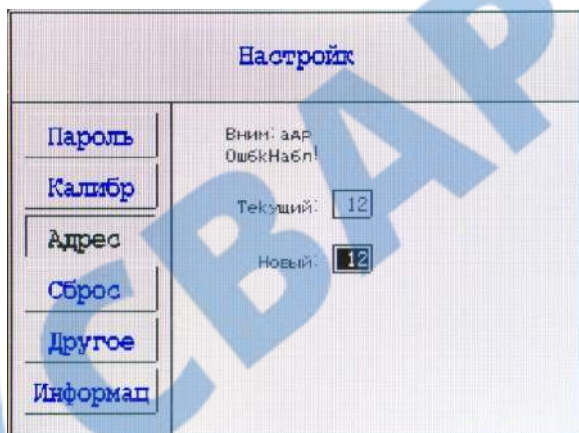 Настройк
Пароль
Калибр
Адрес
Сброс
Другое
Информац
Вним: адр
ОшбкНабл!
Текущий: 12
Новый: 12
СВАР